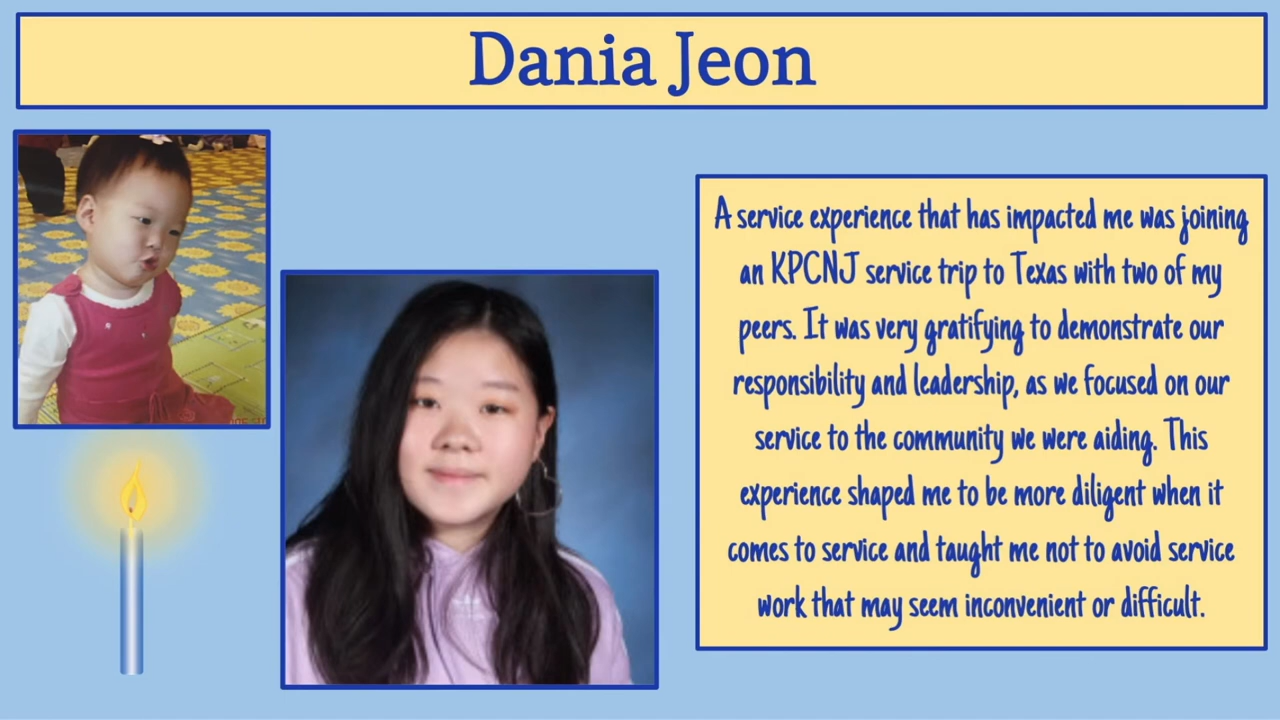 Dania Jeon
A service experience that has impacted me was joining
an KPCNJ service trip to Texas with two of my
peers. It was very gratifying to demonstrate our
responsibility and leadership, as we focused on our
service to the community we were aiding. This
experience shaped me to be more diligent when it
comes to service and taught me not to avoid service
work that may seem inconvenient or difficult.